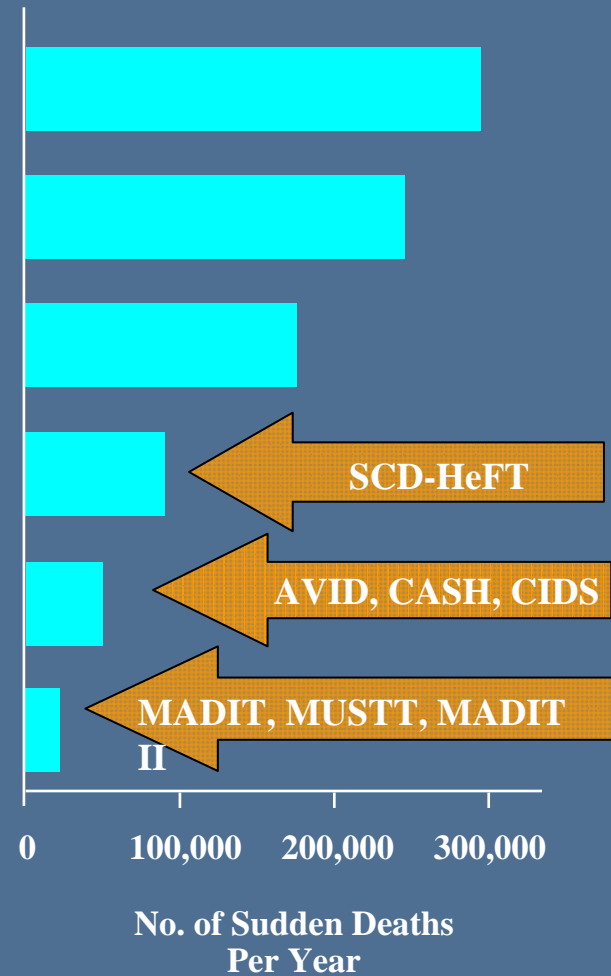 SCD-HeFT
AVID, CASH, CIDS
MADIT, MUSTT, MADIT
II
0 100,000 200,000 300,000
No. of Sudden Deaths
Per Year